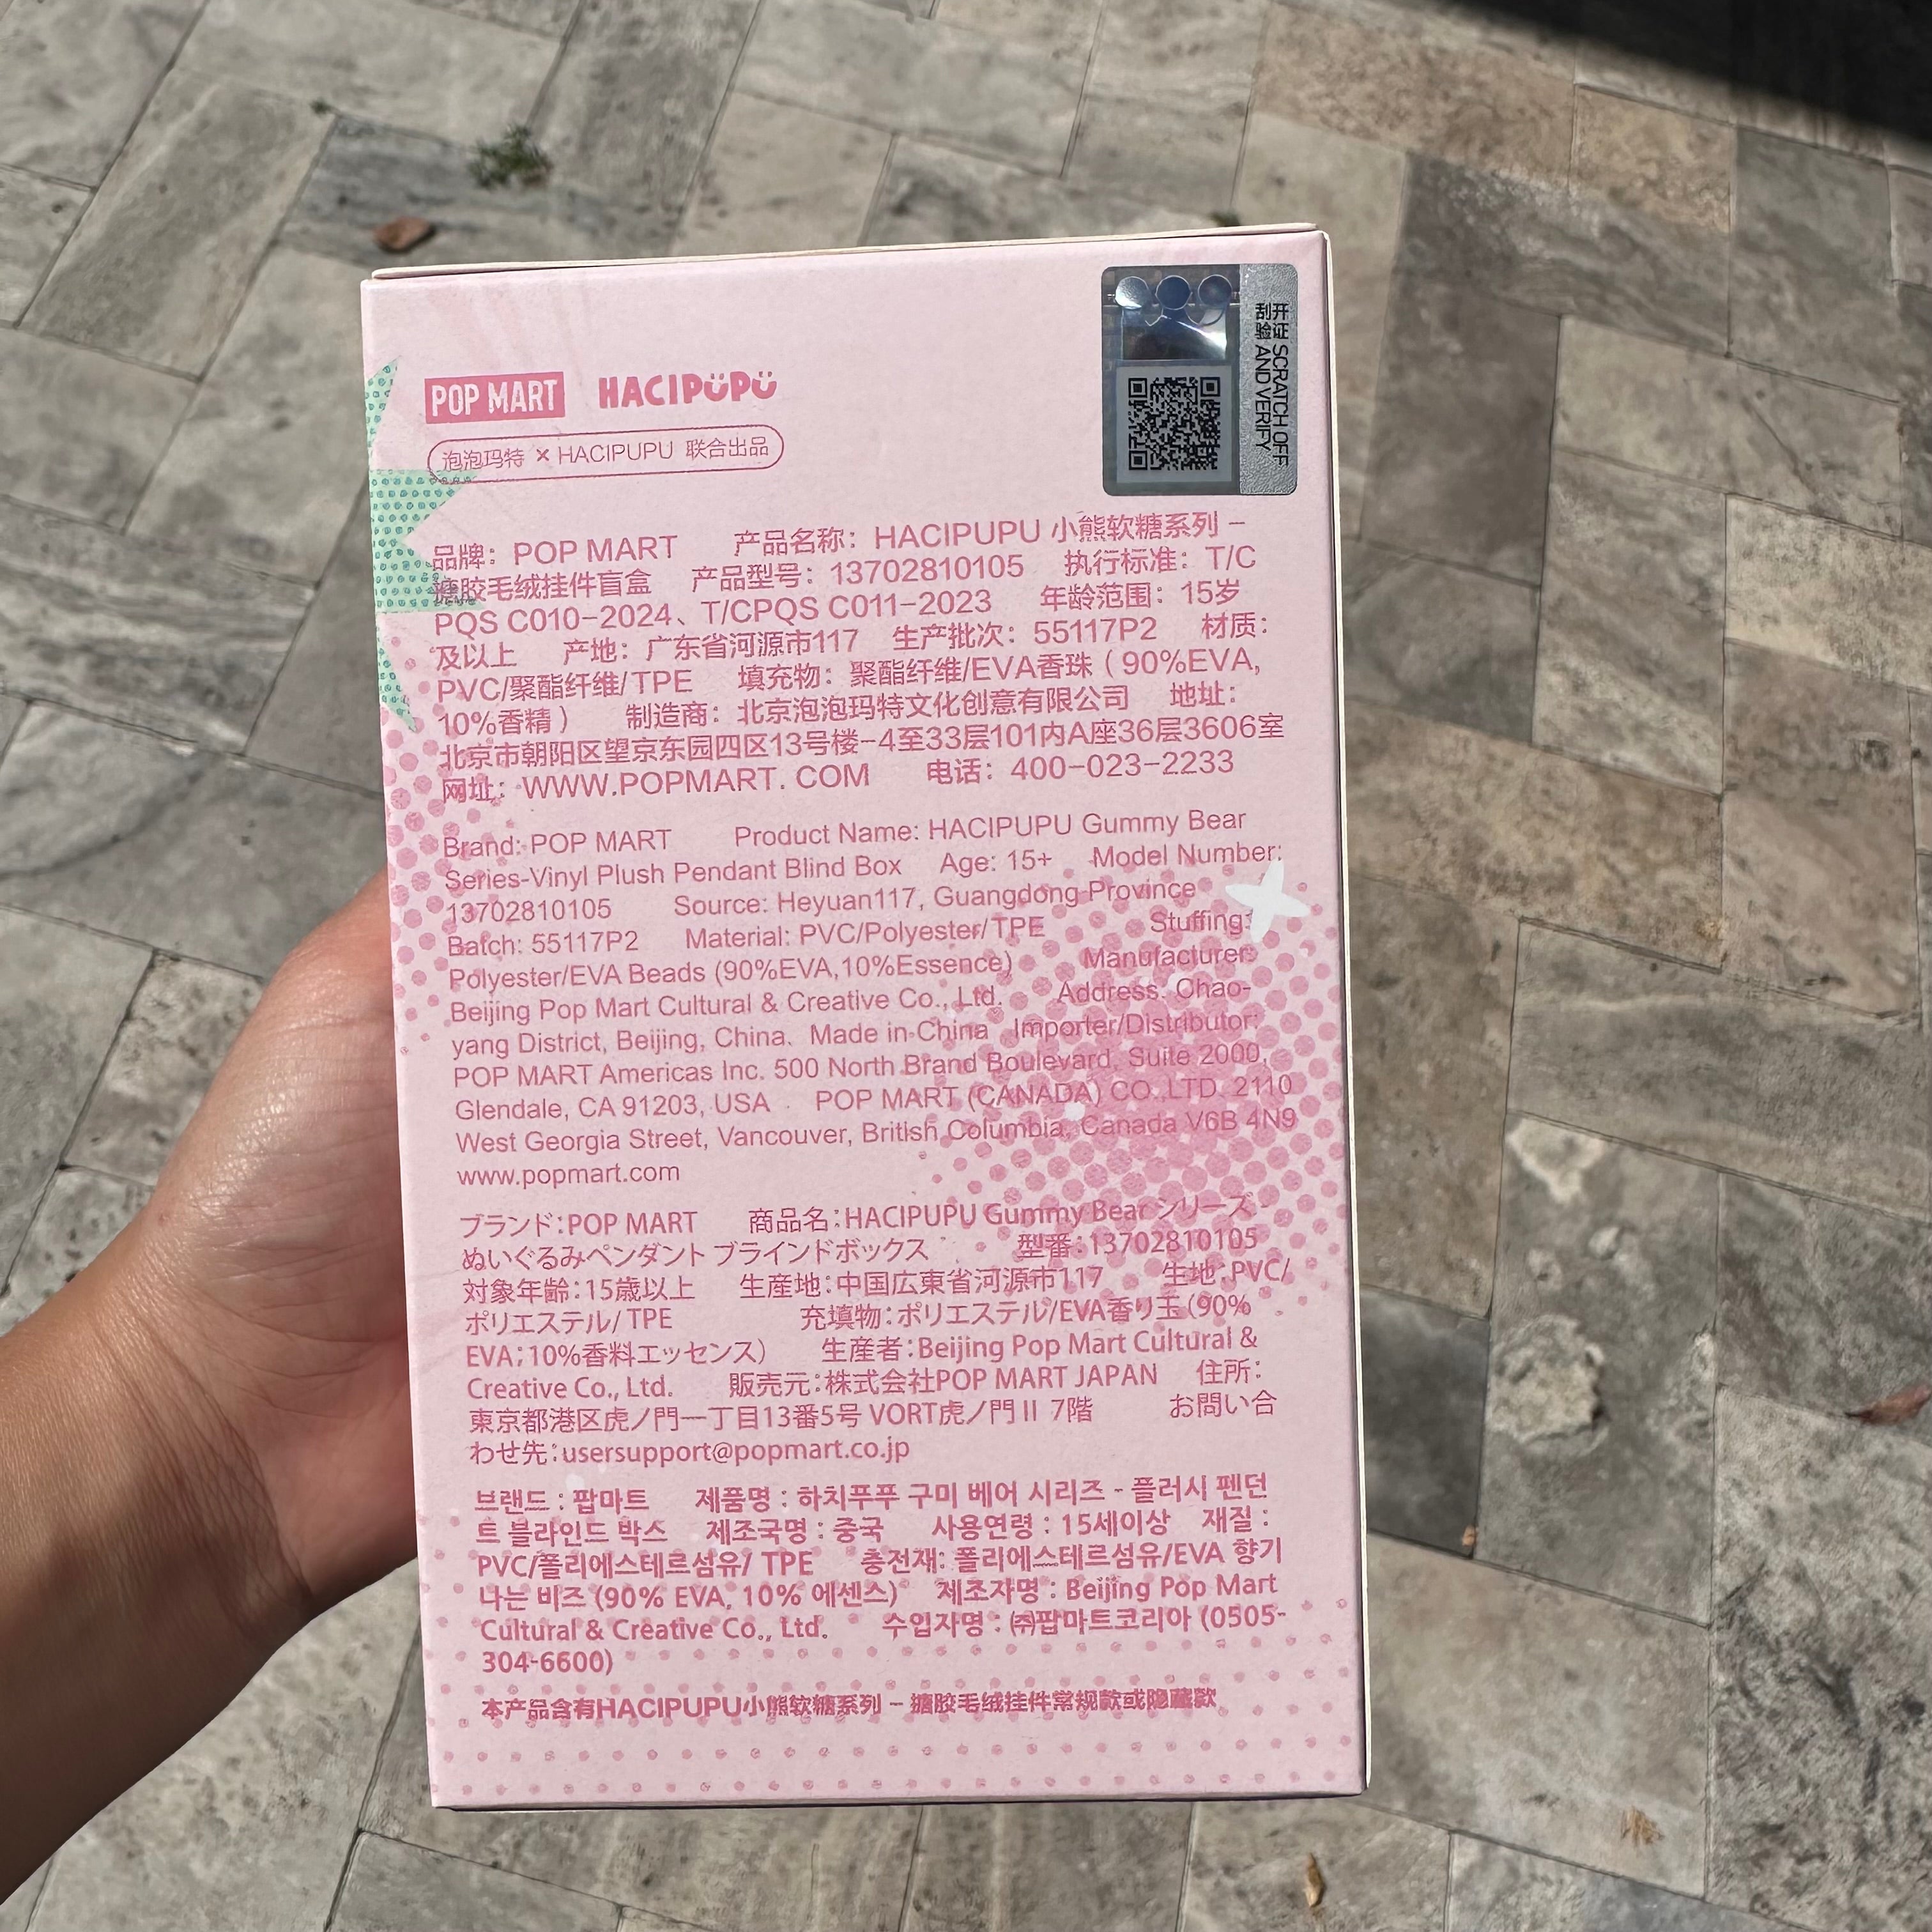 POP MART HACIPUPU
泡泡玛特 × HACIPUPU 联合出品
开证 SCRATCH OFF
刮验 AND VERIFY
品牌：POP MART 产品名称：HACIPUPU 小熊软糖系列 –
搪胶毛绒挂件盲盒 产品型号：13702810105 执行标准：T/C
PQS C010-2024、T/CPQS C011-2023 年龄范围：15岁
及以上 产地：广东省河源市117 生产批次：55117P2 材质：
PVC/聚酯纤维/TPE 填充物：聚酯纤维/EVA香珠（90%EVA,
10%香精） 制造商：北京泡泡玛特文化创意有限公司 地址：
北京市朝阳区望京东园四区13号楼-4至33层101内A座36层3606室
网址：WWW.POPMART. COM 电话：400-023-2233
Brand: POP MART Product Name: HACIPUPU Gummy Bear
Series-Vinyl Plush Pendant Blind Box Age: 15+ Model Number:
13702810105 Source: Heyuan117, Guangdong Province
Batch: 55117P2 Material: PVC/Polyester/TPE Stuffing:
Polyester/EVA Beads (90%EVA,10%Essence) Manufacturer:
Beijing Pop Mart Cultural & Creative Co., Ltd. Address: Chao-
yang District, Beijing, China. Made in China Importer/Distributor:
POP MART Americas Inc. 500 North Brand Boulevard, Suite 2000,
Glendale, CA 91203, USA POP MART (CANADA) CO.,LTD. 2110
West Georgia Street, Vancouver, British Columbia, Canada V6B 4N9
www.popmart.com
ブランド：POP MART 商品名：HACIPUPU Gummy Bear シリーズ -
ぬいぐるみペンダント ブラインドボックス 型番：13702810105
対象年齢：15歳以上 生産地：中国広東省河源市117 生地：PVC/
ポリエステル/ TPE 充填物：ポリエステル/EVA香り玉（90%
EVA；10%香料エッセンス） 生産者：Beijing Pop Mart Cultural &
Creative Co., Ltd. 販売元：株式会社POP MART JAPAN 住所：
東京都港区虎ノ門一丁目13番5号 VORT虎ノ門 II 7階 お問い合
わせ先：usersupport@popmart.co.jp
브랜드 : 팝마트 제품명 : 하치푸푸 구미 베어 시리즈 - 플러시 펜던
트 블라인드 박스 제조국명 : 중국 사용연령 : 15세이상 재질 :
PVC/폴리에스테르섬유/ TPE 충전재: 폴리에스테르섬유/EVA 향기
나는 비즈 (90% EVA, 10% 에센스) 제조자명 : Beijing Pop Mart
Cultural & Creative Co., Ltd. 수입자명 : ㈜팝마트코리아 (0505-
304-6600)
本产品含有HACIPUPU小熊软糖系列 – 搪胶毛绒挂件常规款或隐藏款